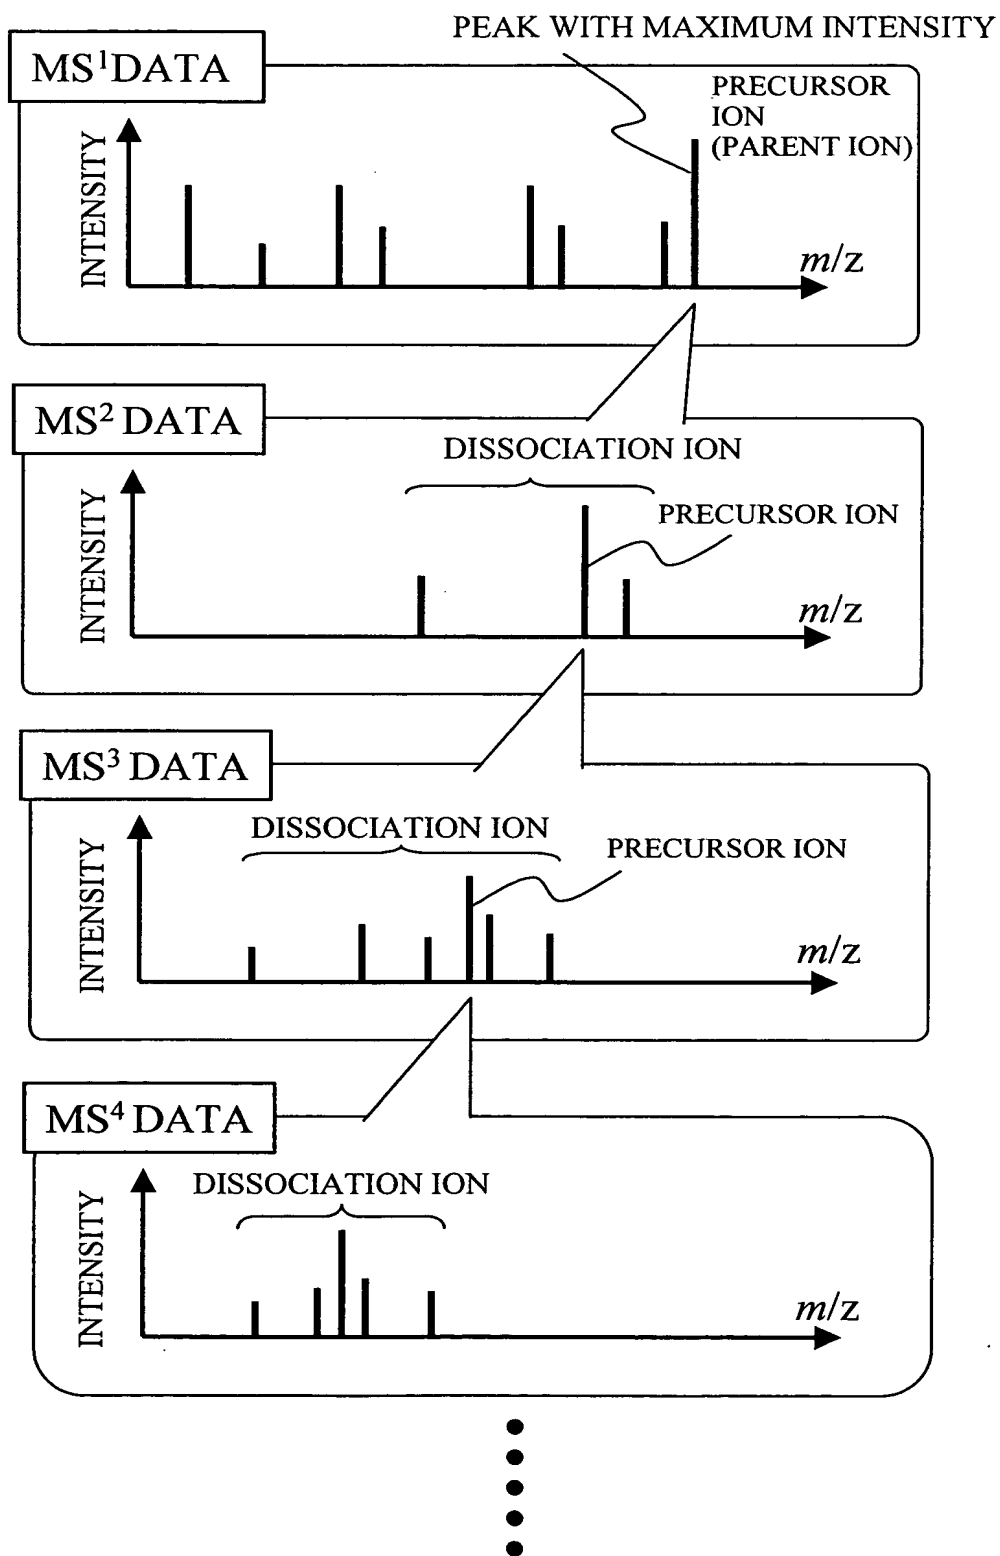 PEAK WITH MAXIMUM INTENSITY
MS¹DATA
PRECURSOR
ION
(PARENT ION)
INTENSITY
m/z
MS² DATA
DISSOCIATION ION
PRECURSOR ION
INTENSITY
m/z
MS³ DATA
DISSOCIATION ION
PRECURSOR ION
INTENSITY
m/z
MS⁴ DATA
DISSOCIATION ION
INTENSITY
m/z